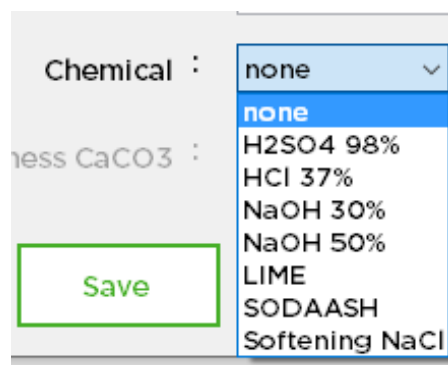 Chemical : none
none
ness CaCO3 :
H2SO4 98%
HCl 37%
NaOH 30%
NaOH 50%
LIME
SODAASH
Softening NaCl
Save